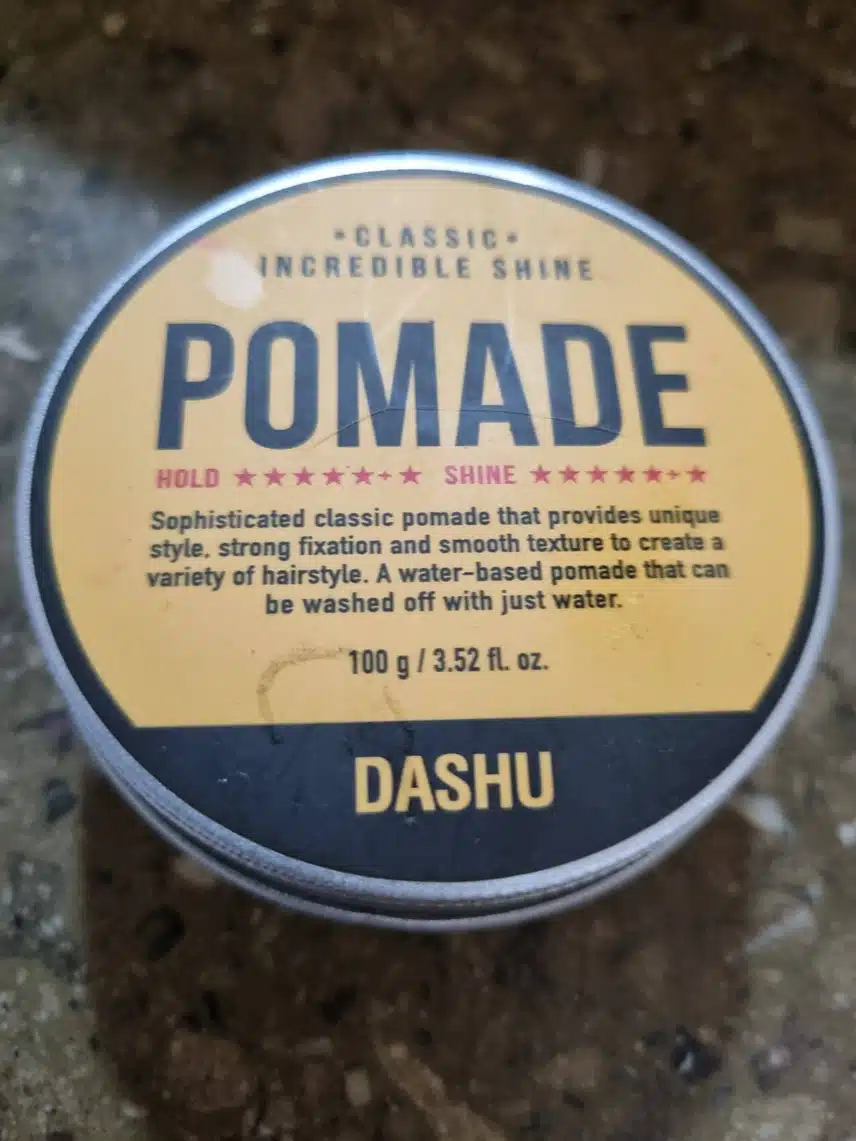 •CLASSIC•
INCREDIBLE SHINE
POMADE
HOLD ★★★★★+★ SHINE ★★★★★+★
Sophisticated classic pomade that provides unique
style, strong fixation and smooth texture to create a
variety of hairstyle. A water-based pomade that can
be washed off with just water.
100 g / 3.52 fl. oz.
DASHU